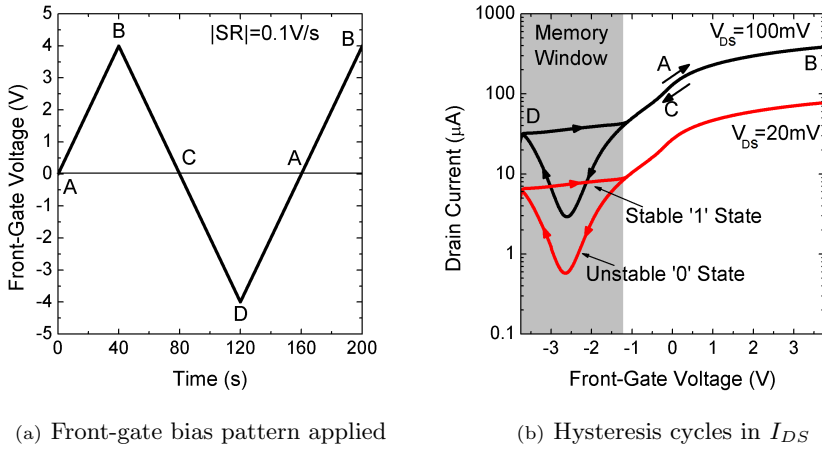 |SR|=0.1V/s
B
B
A
C
A
D
5
4
3
2
1
0
-1
-2
-3
-4
-5
0 40 80 120 160 200
Front-Gate Voltage (V)
Time (s)
(a) Front-gate bias pattern applied
Memory
Window
V_DS=100mV
A
B
C
D
V_DS=20mV
Stable '1' State
Unstable '0' State
1000
100
10
1
0.1
-3 -2 -1 0 1 2 3
Drain Current (μA)
Front-Gate Voltage (V)
(b) Hysteresis cycles in I_DS